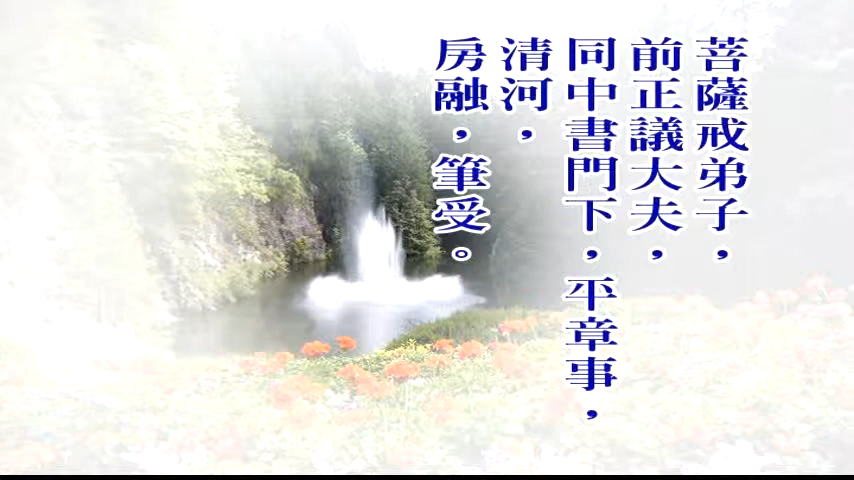 菩薩戒弟子，
前正議大夫，
同中書門下，平章事，
清河，
房融，筆受。